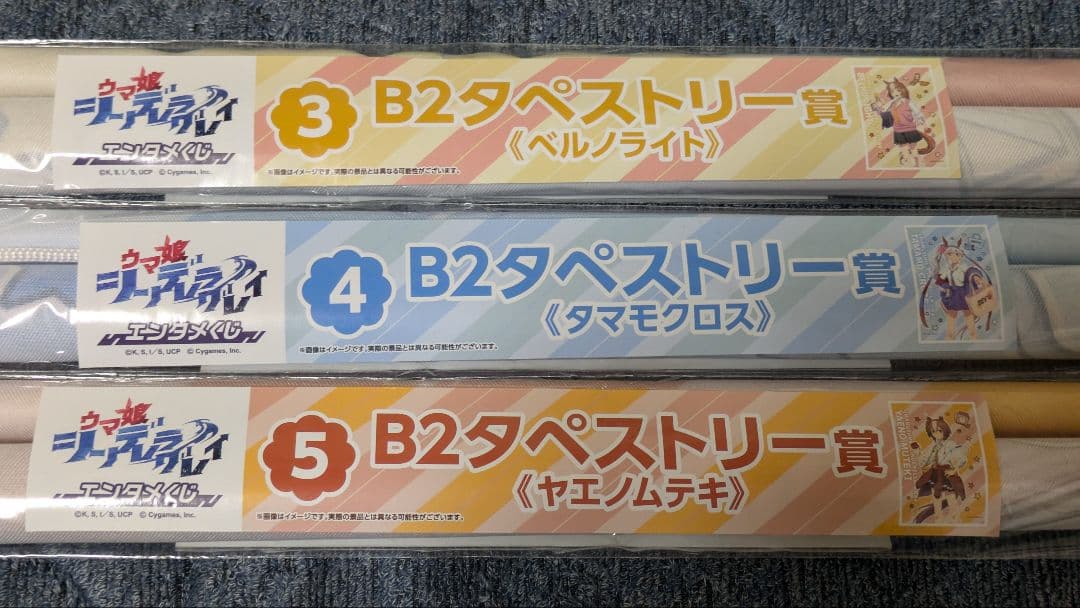 ウマ娘
シンデレラグレイ
エンタメくじ
©K, S, I/S, UCP © Cygames, Inc.
3
B2タペストリー賞
《ベルノライト》
※画像はイメージです。実際の景品とは異なる可能性がございます。
ウマ娘
シンデレラグレイ
エンタメくじ
©K, S, I/S, UCP © Cygames, Inc.
4
B2タペストリー賞
《タマモクロス》
※画像はイメージです。実際の景品とは異なる可能性がございます。
ウマ娘
シンデレラグレイ
エンタメくじ
©K, S, I/S, UCP © Cygames, Inc.
5
B2タペストリー賞
《ヤエノムテキ》
※画像はイメージです。実際の景品とは異なる可能性がございます。
YAENO MUTEKI